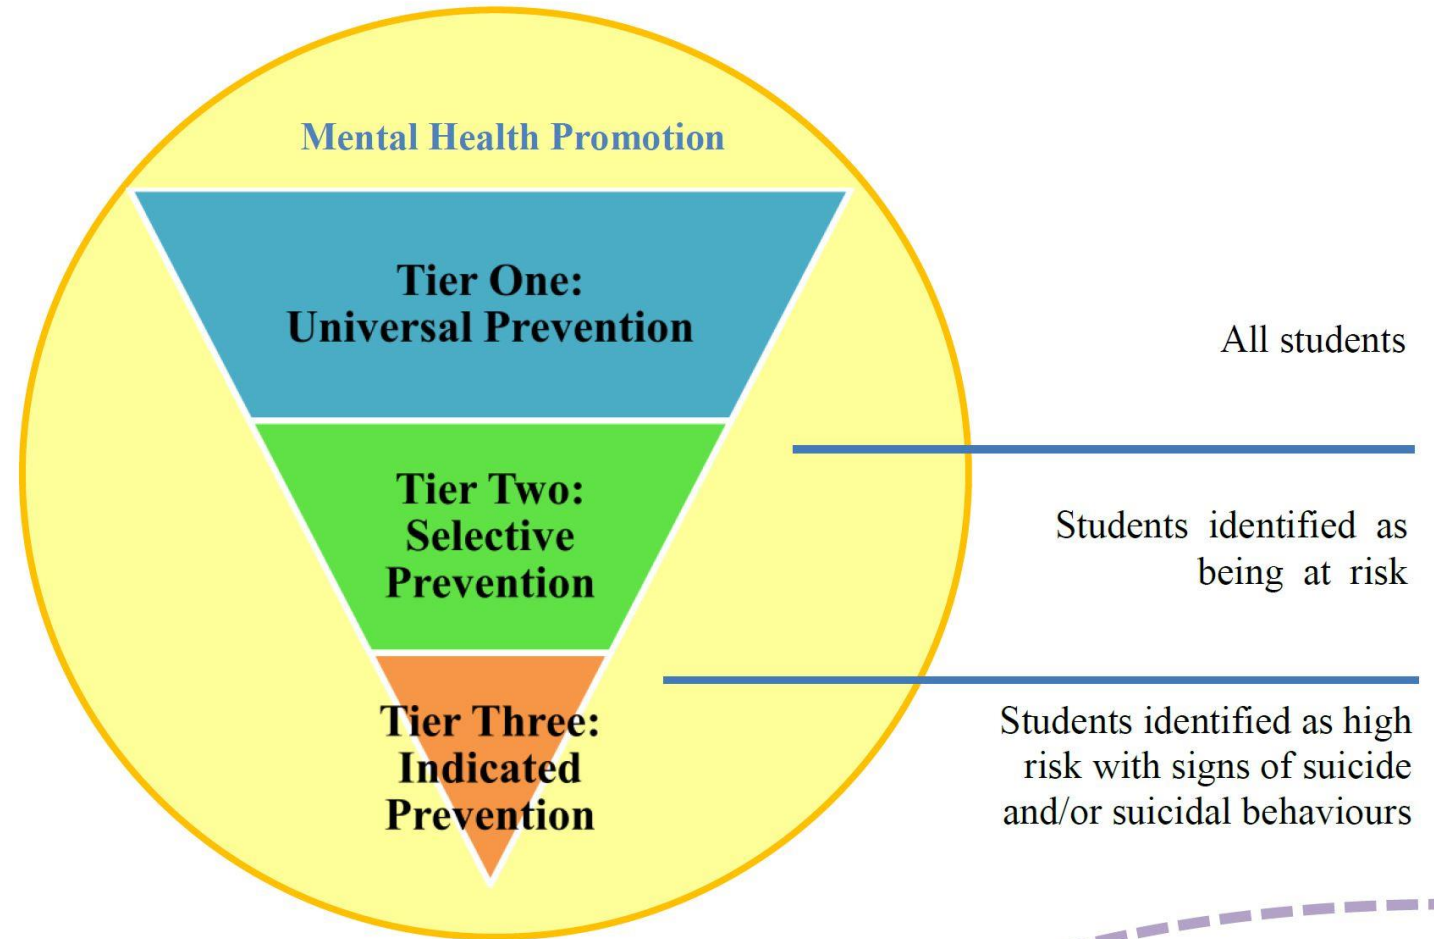 Mental Health Promotion
Tier One:
Universal Prevention
All students
Tier Two:
Selective
Prevention
Students identified as
being at risk
Tier Three:
Indicated
Prevention
Students identified as high
risk with signs of suicide
and/or suicidal behaviours